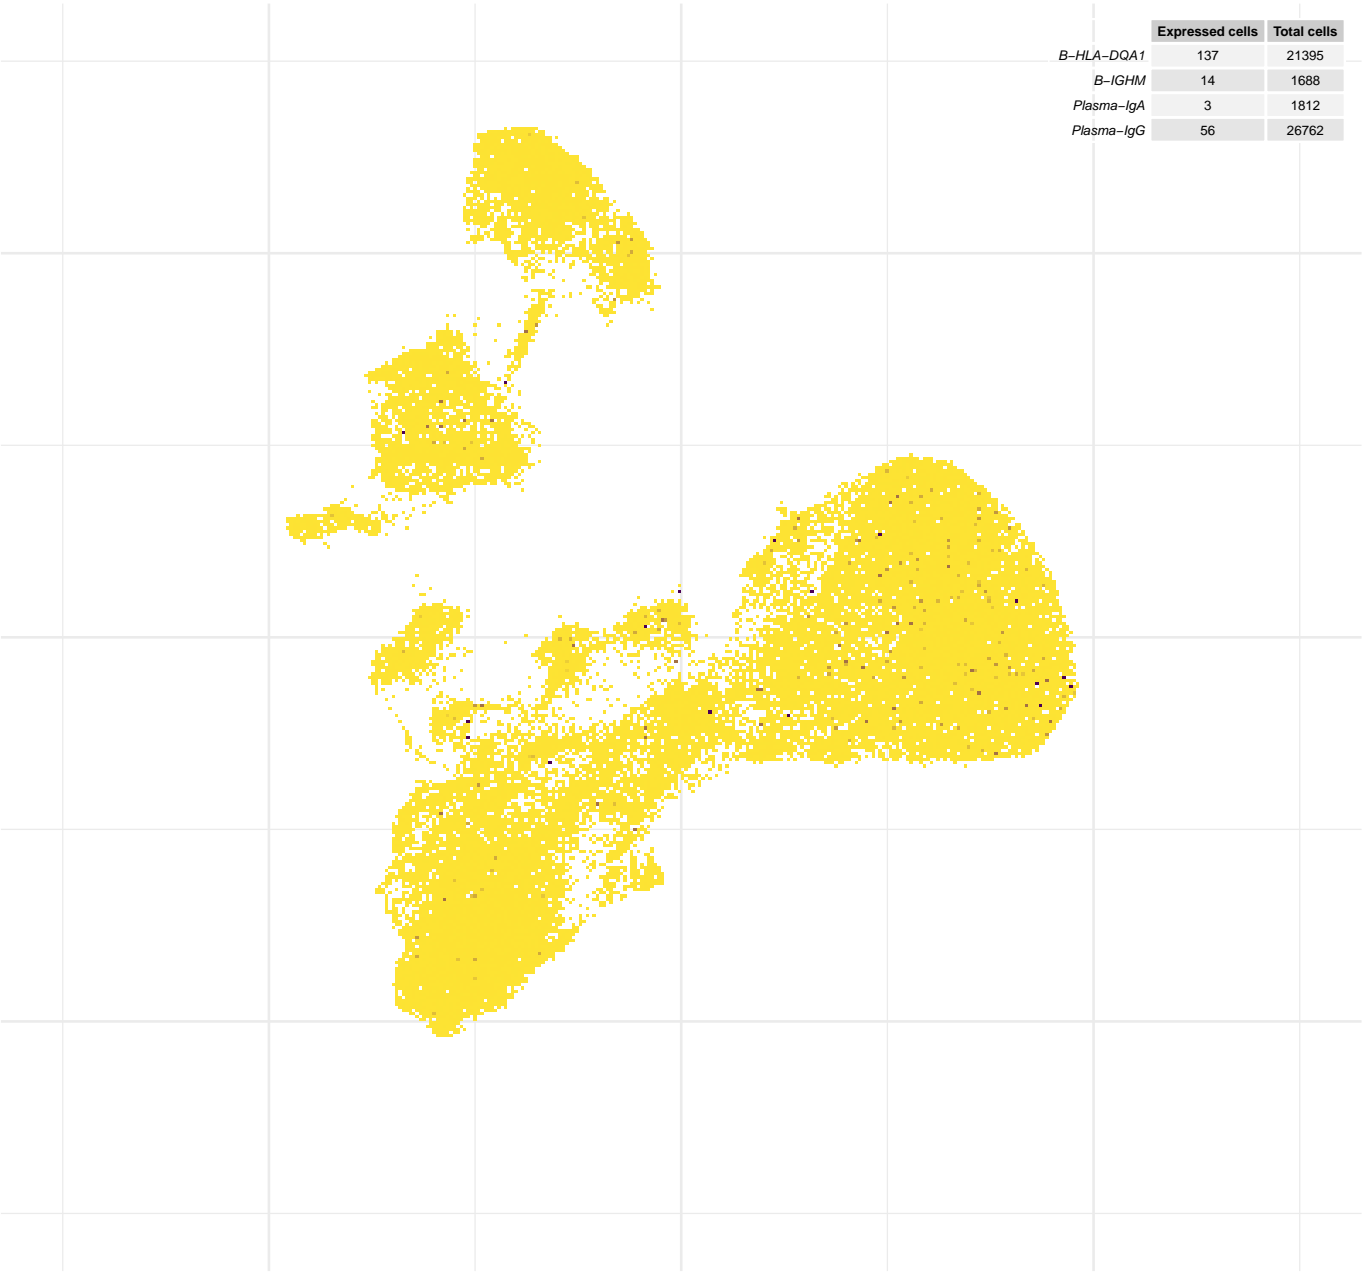 Expressed cells Total cells
B−HLA−DQA1 137 21395
B−IGHM 14 1688
Plasma−IgA 3 1812
Plasma−IgG 56 26762